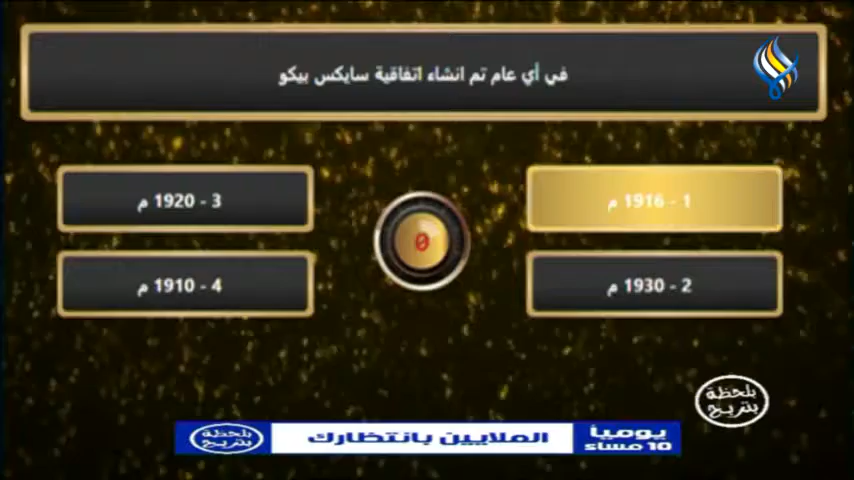 في أي عام تم انشاء اتفاقية سايكس بيكو
1 - 1916 م
3 - 1920 م
0
2 - 1930 م
4 - 1910 م
بلحظة
بتربح
يومياً
10 مساء
الملايين بانتظارك
بلحظة
بتربح